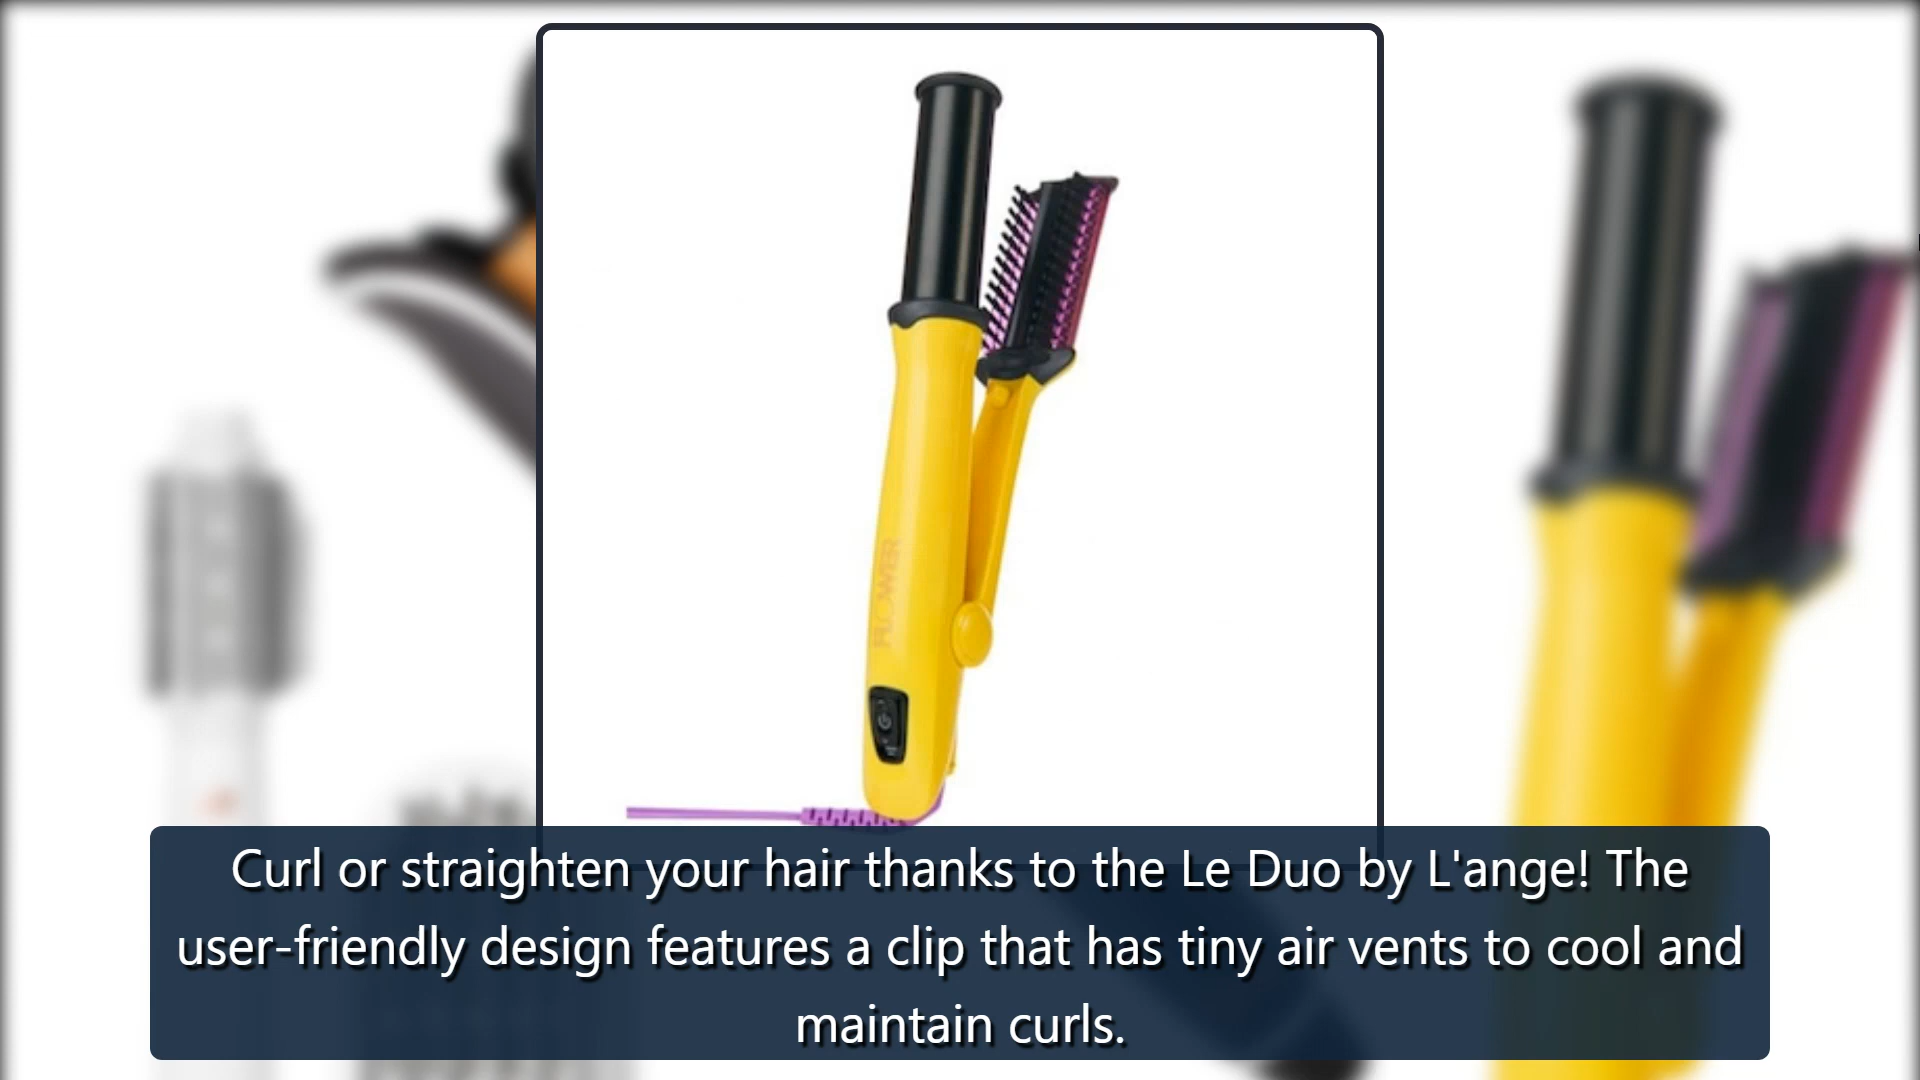 FLOWER
Curl or straighten your hair thanks to the Le Duo by L'ange! The
user-friendly design features a clip that has tiny air vents to cool and
maintain curls.